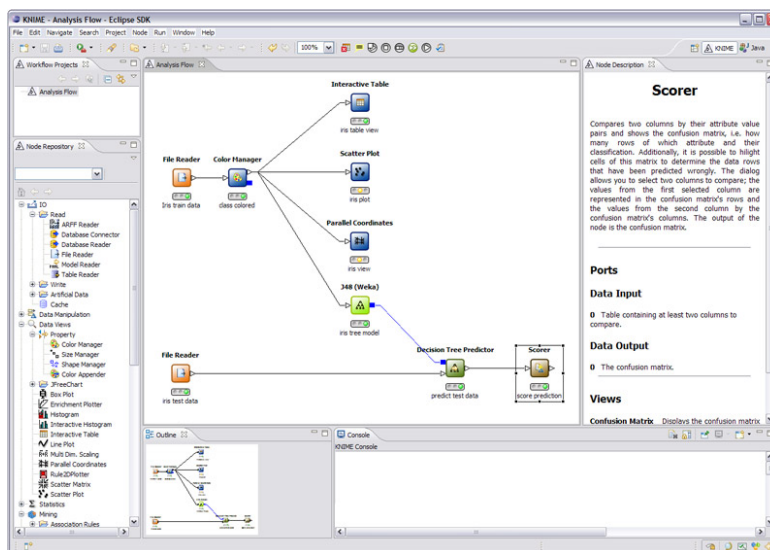 KNIME - Analysis Flow - Eclipse SDK
File Edit Navigate Search Project Node Run Window Help
100%
KNIME Java
Workflow Projects
Analysis Flow
Node Repository
IO
Read
ARFF Reader
Database Connector
Database Reader
File Reader
Model Reader
Table Reader
Write
Artificial Data
Cache
Data Manipulation
Data Views
Property
Color Manager
Size Manager
Shape Manager
Color Appender
JFreeChart
Box Plot
Enrichment Plotter
Histogram
Interactive Histogram
Interactive Table
Line Plot
Multi Dim. Scaling
Parallel Coordinates
Rule2DPlotter
Scatter Matrix
Scatter Plot
Statistics
Mining
Association Rules
Analysis Flow
Interactive Table
iris table view
File Reader
Iris train data
Color Manager
class colored
Scatter Plot
iris plot
Parallel Coordinates
iris view
J48 (Weka)
iris tree model
File Reader
iris test data
Decision Tree Predictor
predict test data
Scorer
score prediction
Outline
Console
KNIME Console
Node Description
Scorer
Compares two columns by their attribute value
pairs and shows the confusion matrix, i.e. how
many rows of which attribute and their
classification. Additionally, it is possible to hilight
cells of this matrix to determine the data rows
that have been predicted wrongly. The dialog
allows you to select two columns to compare; the
values from the first selected column are
represented in the confusion matrix's rows and
the values from the second column by the
confusion matrix's columns. The output of the
node is the confusion matrix.
Ports
Data Input
0 Table containing at least two columns to
compare.
Data Output
0 The confusion matrix.
Views
Confusion Matrix Displays the confusion matrix